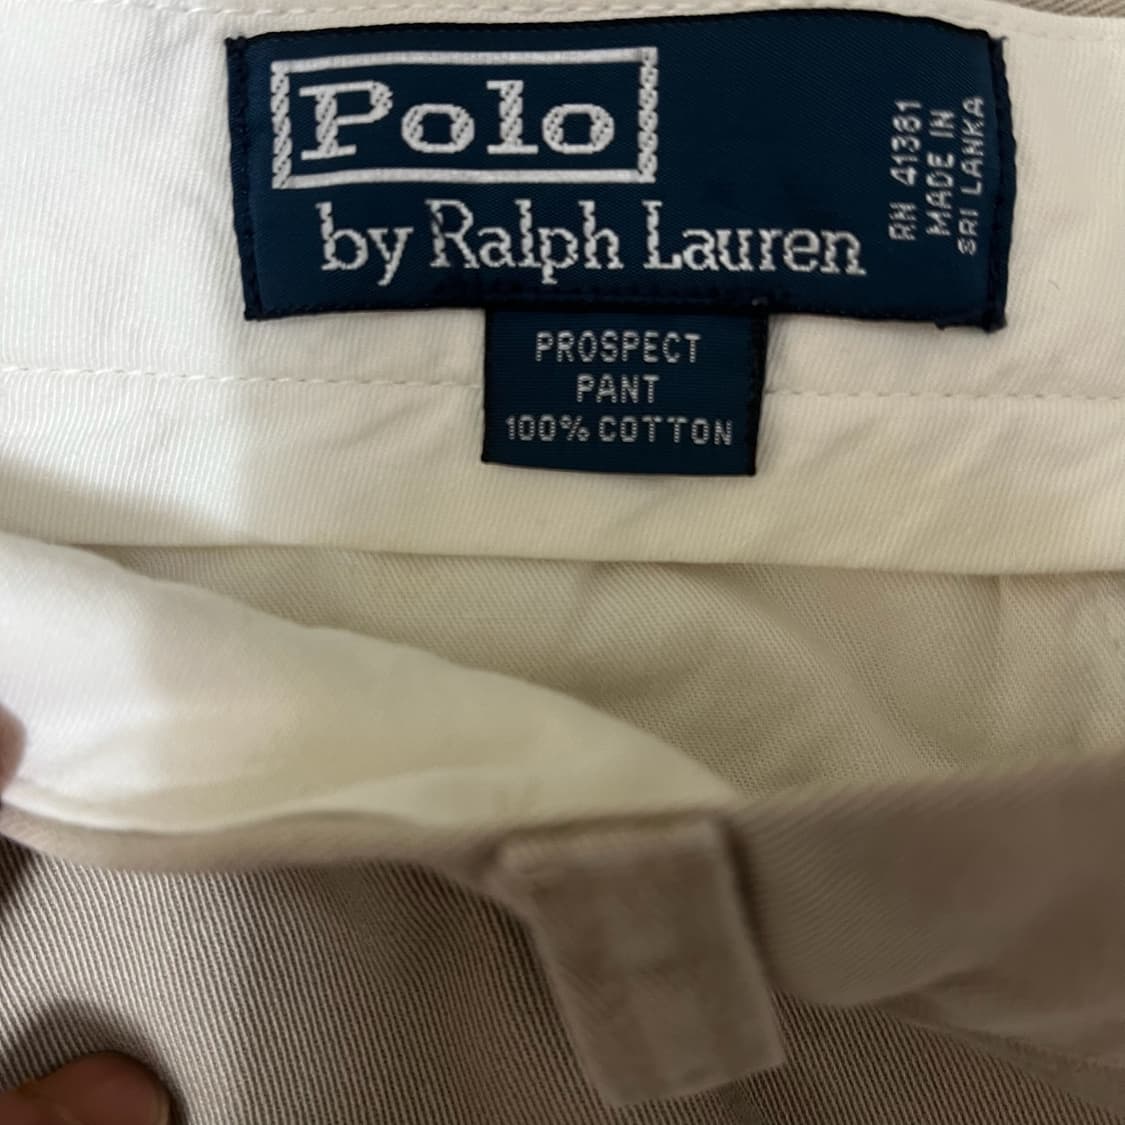 Polo
by Ralph Lauren
RN 41381
MADE IN
SRI LANKA
PROSPECT
PANT
100% COTTON